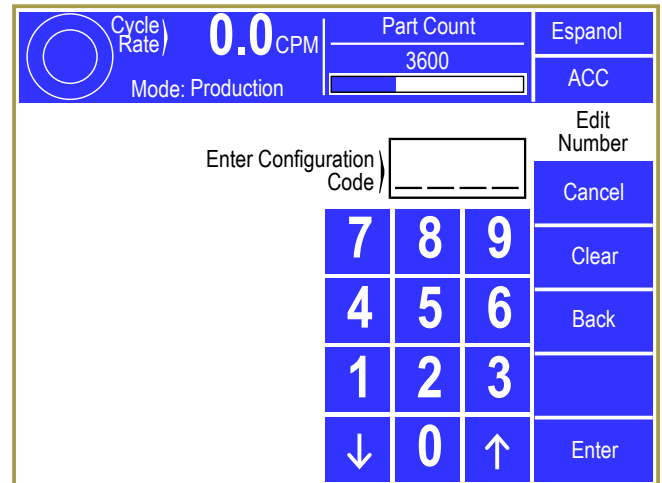 Cycle
Rate
0.0 CPM
Mode: Production
Part Count
3600
Espanol
ACC
Edit
Number
Enter Configuration
Code
_ _ _ _
Cancel
7 8 9
Clear
4 5 6
Back
1 2 3
↓ 0 ↑
Enter